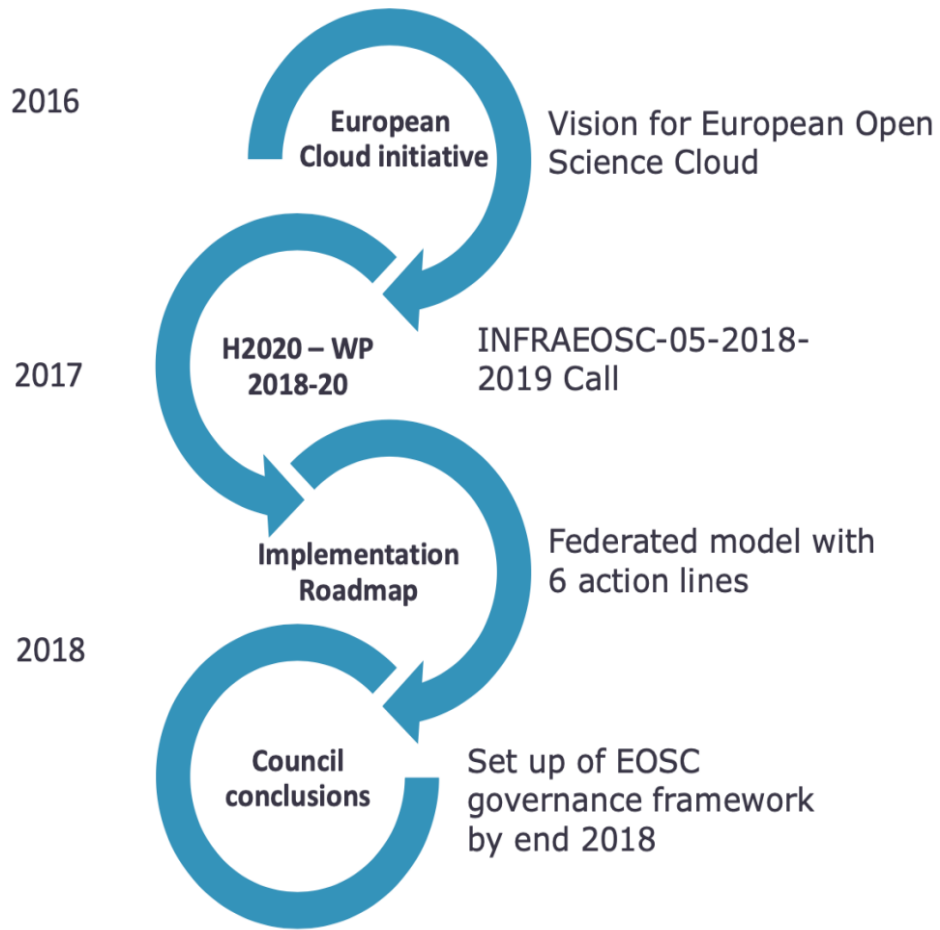 2016
European
Cloud initiative
Vision for European Open
Science Cloud
2017
H2020 – WP
2018-20
INFRAEOSC-05-2018-
2019 Call
Implementation
Roadmap
Federated model with
6 action lines
2018
Council
conclusions
Set up of EOSC
governance framework
by end 2018